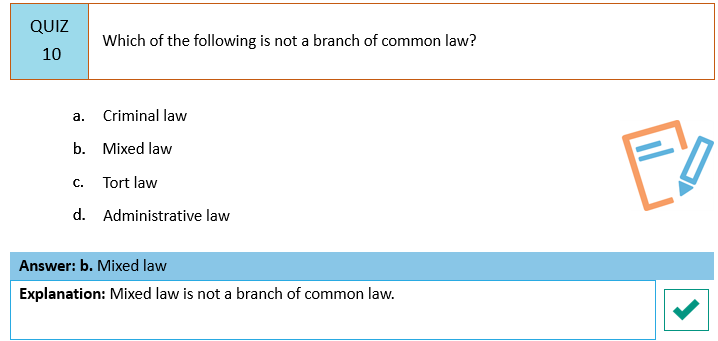 QUIZ
10
Which of the following is not a branch of common law?
a. Criminal law
b. Mixed law
c. Tort law
d. Administrative law
Answer: b. Mixed law
Explanation: Mixed law is not a branch of common law.